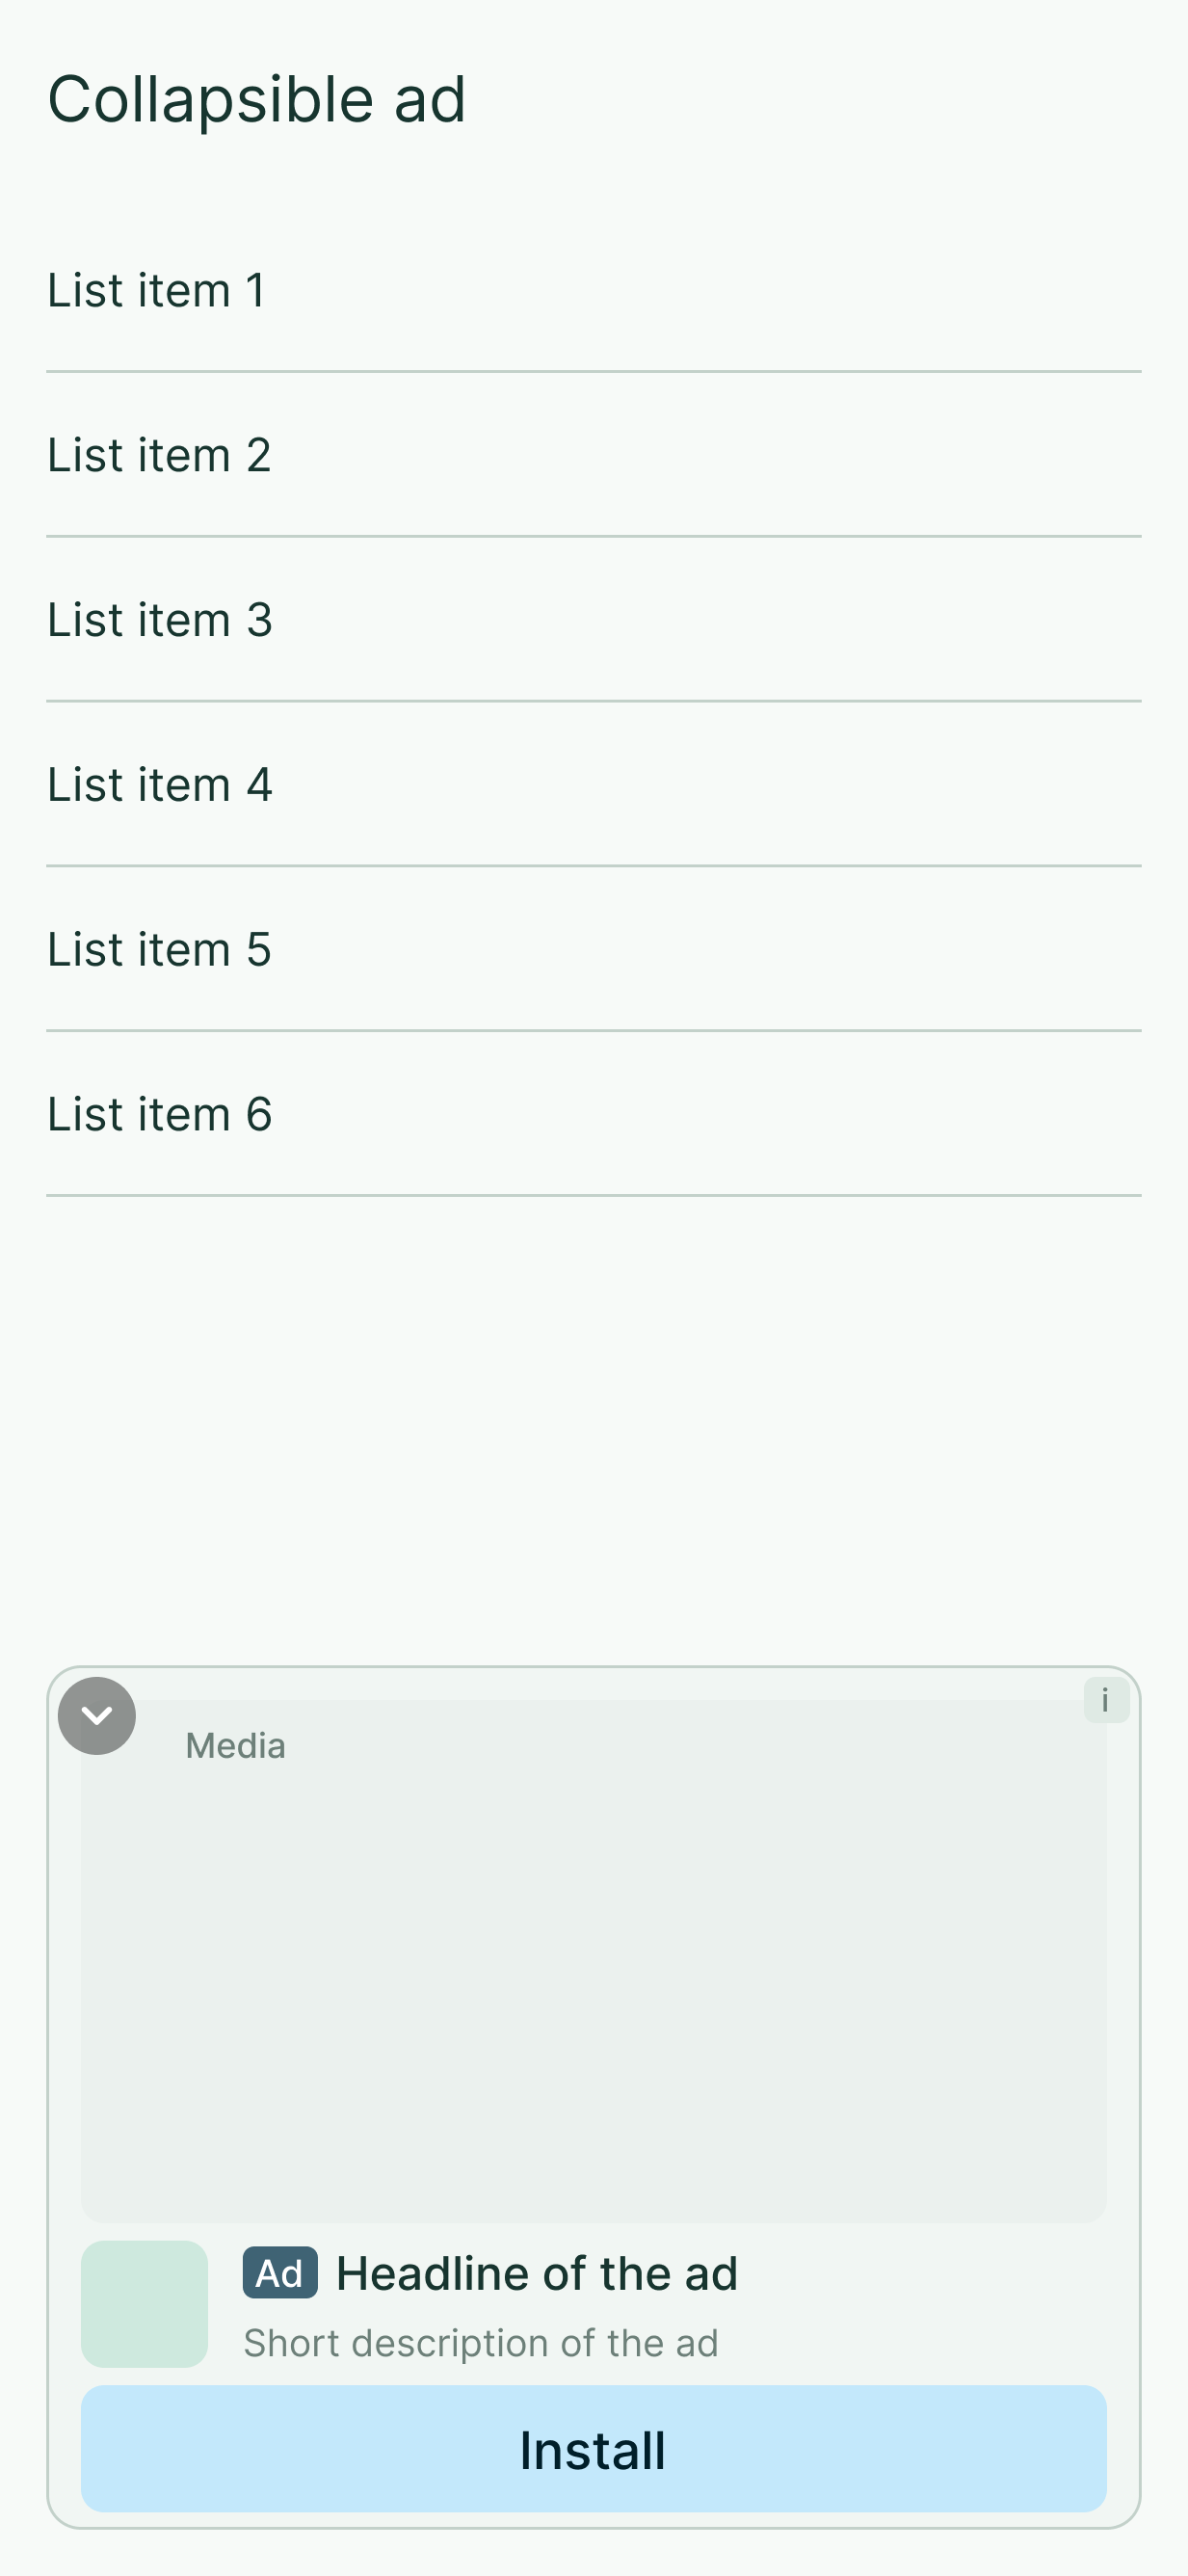 Collapsible ad
List item 1
List item 2
List item 3
List item 4
List item 5
List item 6
i
Media
Ad Headline of the ad
Short description of the ad
Install